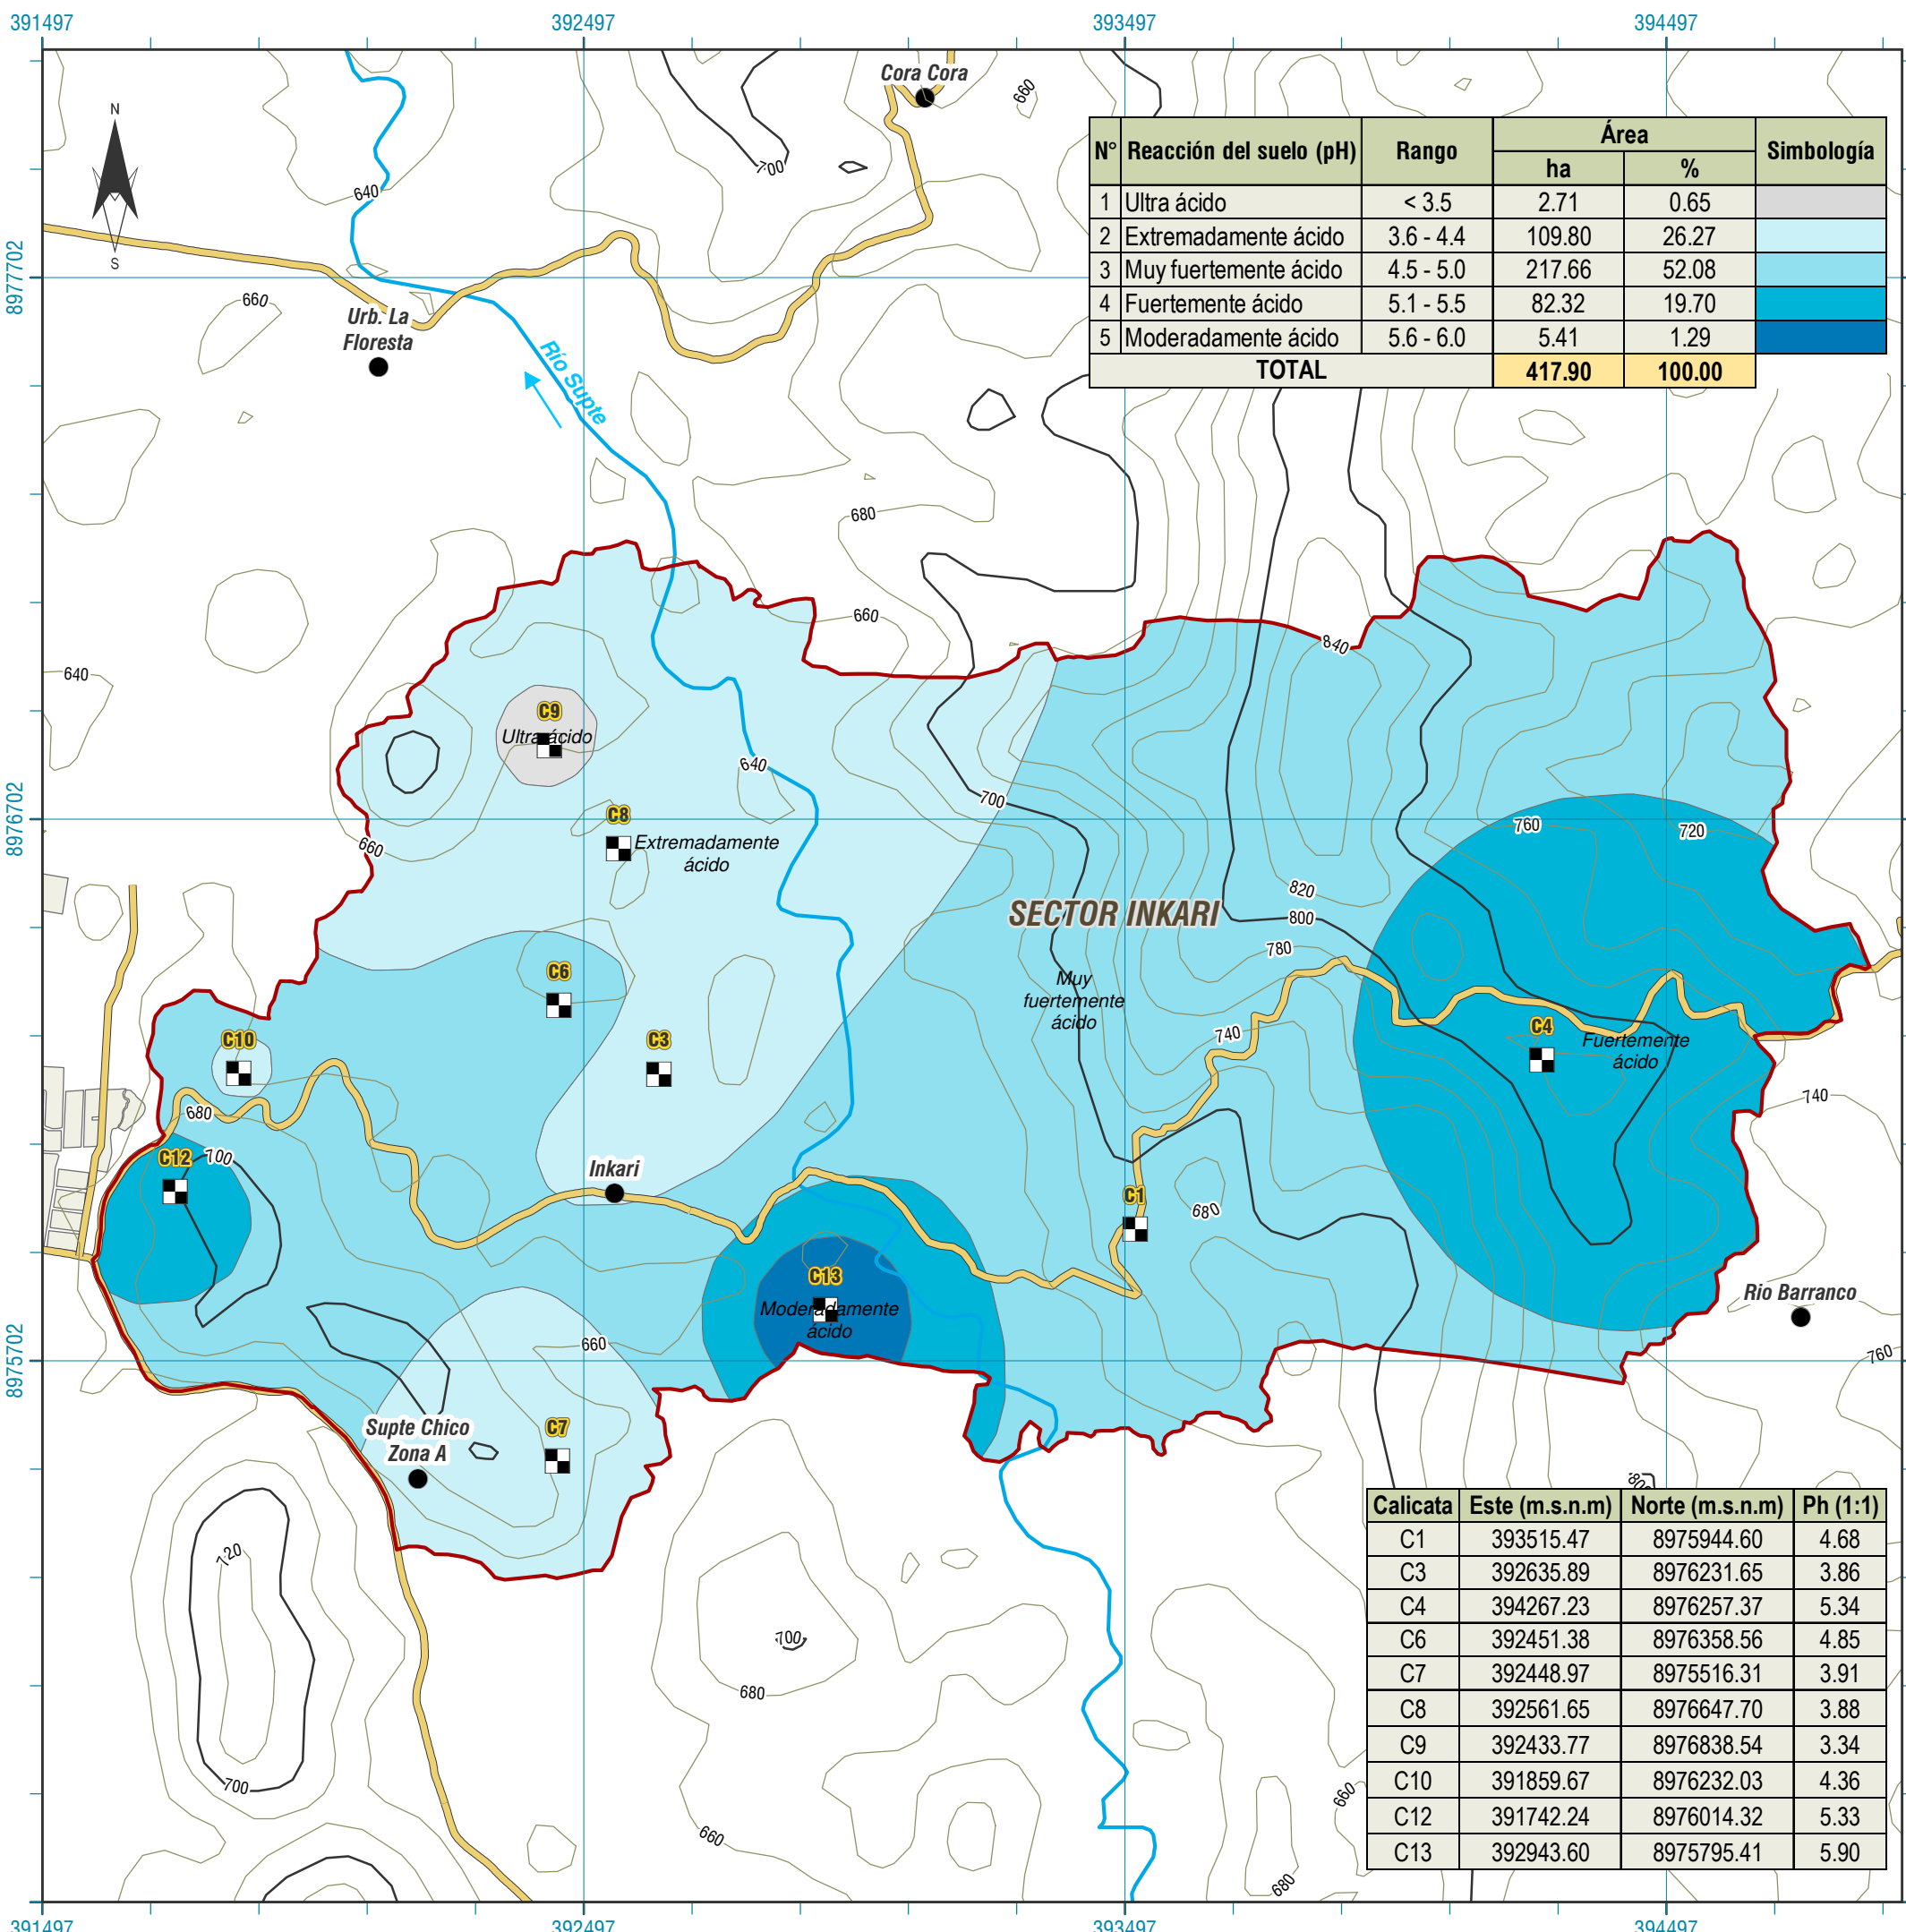 391497 392497 393497 394497
Cora Cora
N
S
660
700
640
N° Reacción del suelo (pH) Rango Área Simbología
ha %
1 Ultra ácido < 3.5 2.71 0.65
2 Extremadamente ácido 3.6 - 4.4 109.80 26.27
3 Muy fuertemente ácido 4.5 - 5.0 217.66 52.08
4 Fuertemente ácido 5.1 - 5.5 82.32 19.70
5 Moderadamente ácido 5.6 - 6.0 5.41 1.29
TOTAL 417.90 100.00
8977702
660
Urb. La
Floresta
Río Supte
680
660
840
640
C9
Ultra ácido
640
700
8976702
C8
660
Extremadamente
ácido
760
720
820
SECTOR INKARI
800
780
C6
Muy
fuertemente
ácido
C10
C3
740
C4
Fuertemente
ácido
680
740
C12
700
Inkari
C1
680
C13
Moderadamente
ácido
Rio Barranco
8975702
660
760
Supte Chico
Zona A
C7
800
720
Calicata Este (m.s.n.m) Norte (m.s.n.m) Ph (1:1)
C1 393515.47 8975944.60 4.68
C3 392635.89 8976231.65 3.86
C4 394267.23 8976257.37 5.34
C6 392451.38 8976358.56 4.85
C7 392448.97 8975516.31 3.91
C8 392561.65 8976647.70 3.88
C9 392433.77 8976838.54 3.34
C10 391859.67 8976232.03 4.36
C12 391742.24 8976014.32 5.33
C13 392943.60 8975795.41 5.90
700
680
700
660
660
680
391497 392497 393497 394497